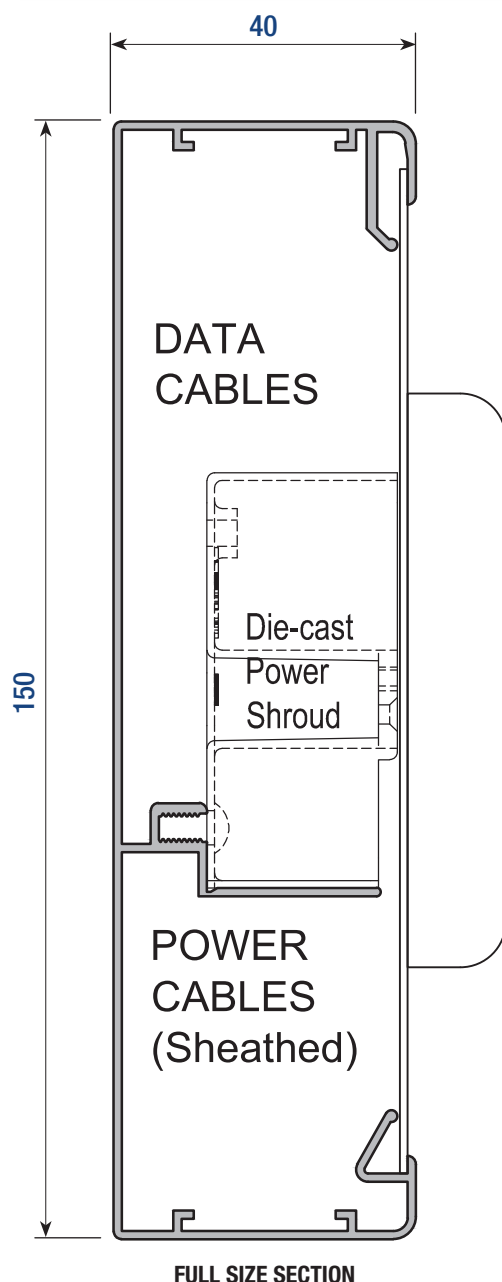 40
150
DATA
CABLES
Die-cast
Power
Shroud
POWER
CABLES
(Sheathed)
FULL SIZE SECTION